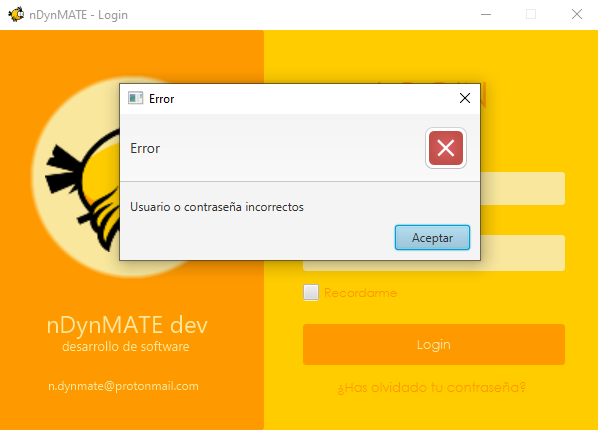 nDynMATE - Login
Error
Error
Usuario o contraseña incorrectos
Aceptar
Recordarme
Login
¿Has olvidado tu contraseña?
nDynMATE dev
desarrollo de software
n.dynmate@protonmail.com